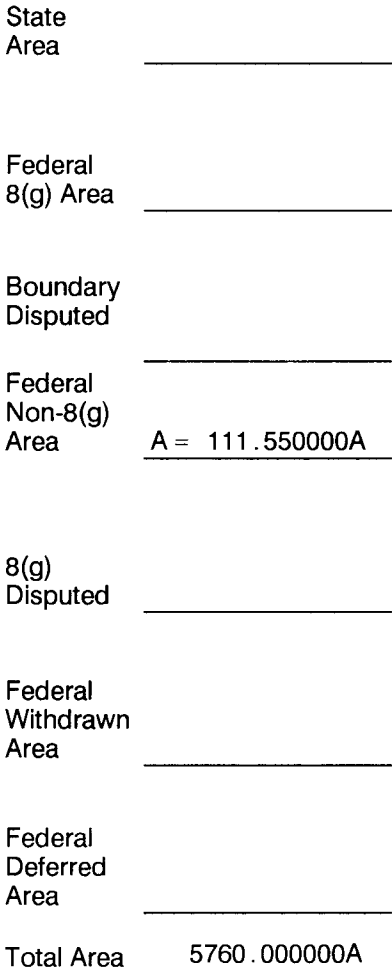 State
Area
Federal
8(g) Area
Boundary
Disputed
Federal
Non-8(g)
Area A = 111.550000A
8(g)
Disputed
Federal
Withdrawn
Area
Federal
Deferred
Area
Total Area 5760.000000A